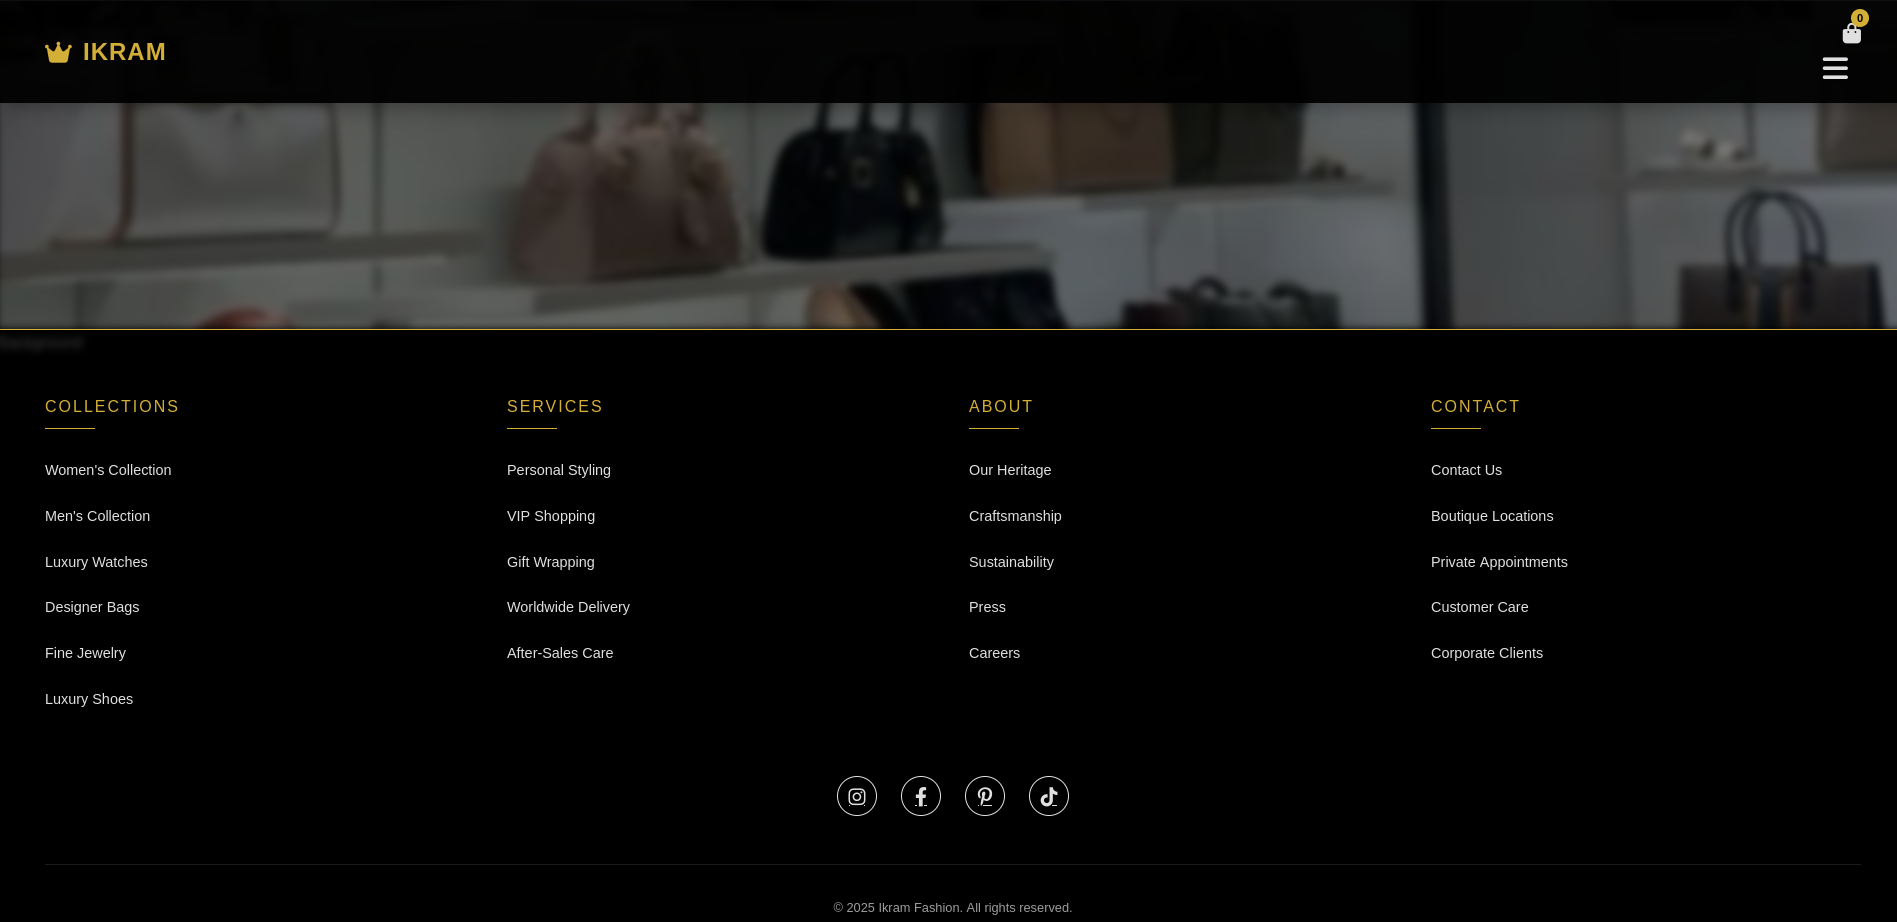 0
IKRAM
Background
COLLECTIONS
Women's Collection
Men's Collection
Luxury Watches
Designer Bags
Fine Jewelry
Luxury Shoes
SERVICES
Personal Styling
VIP Shopping
Gift Wrapping
Worldwide Delivery
After-Sales Care
ABOUT
Our Heritage
Craftsmanship
Sustainability
Press
Careers
CONTACT
Contact Us
Boutique Locations
Private Appointments
Customer Care
Corporate Clients
© 2025 Ikram Fashion. All rights reserved.